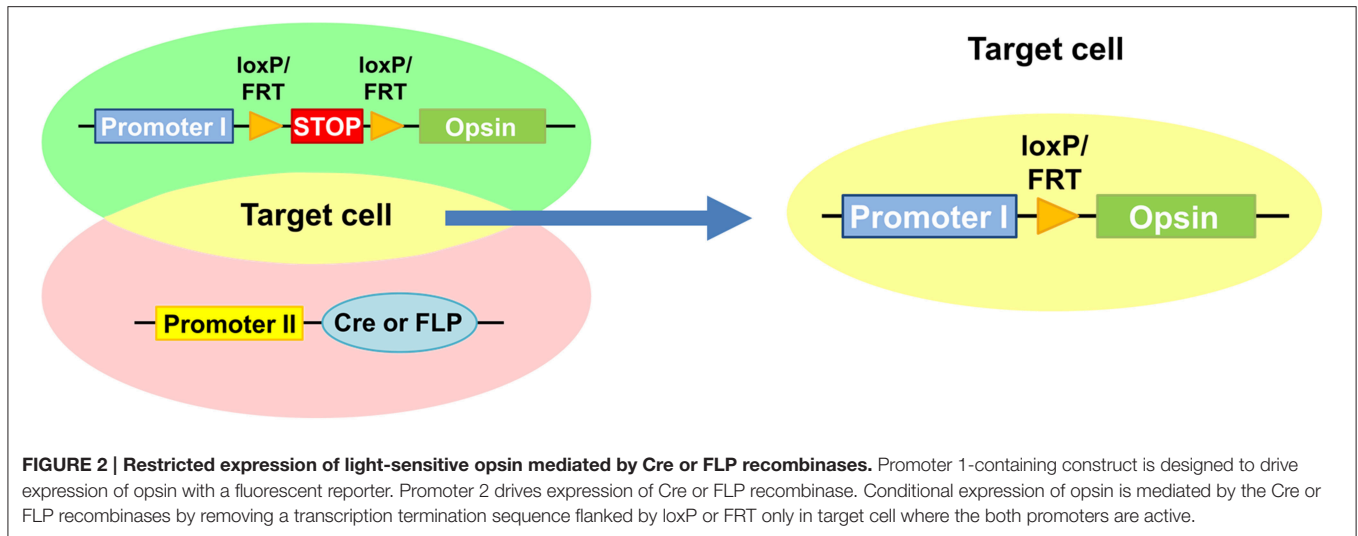 loxP/
FRT
loxP/
FRT
Promoter I
STOP
Opsin
Target cell
Promoter II
Cre or FLP
Target cell
loxP/
FRT
Promoter I
Opsin
FIGURE 2 | Restricted expression of light-sensitive opsin mediated by Cre or FLP recombinases. Promoter 1-containing construct is designed to drive
expression of opsin with a fluorescent reporter. Promoter 2 drives expression of Cre or FLP recombinase. Conditional expression of opsin is mediated by the Cre or
FLP recombinases by removing a transcription termination sequence flanked by loxP or FRT only in target cell where the both promoters are active.